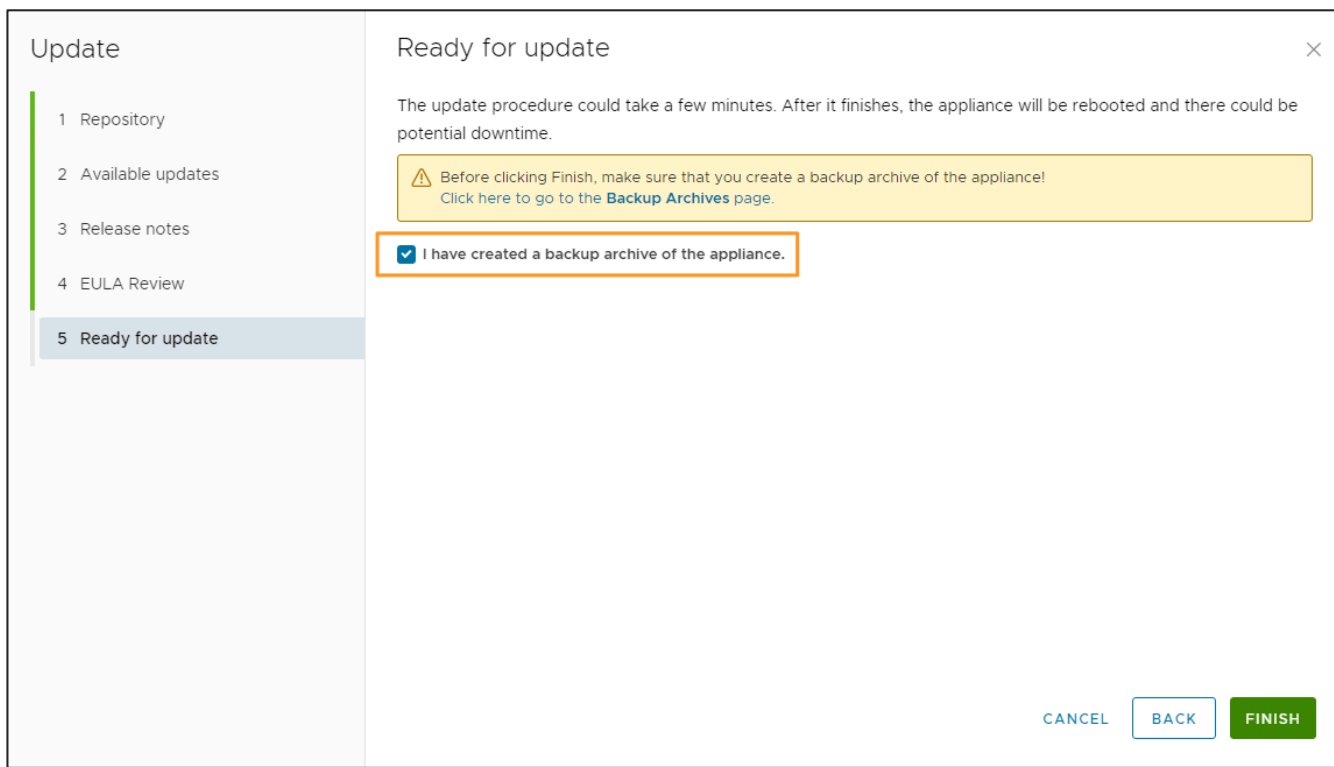 Update
1 Repository
2 Available updates
3 Release notes
4 EULA Review
5 Ready for update
Ready for update
The update procedure could take a few minutes. After it finishes, the appliance will be rebooted and there could be
potential downtime.
Before clicking Finish, make sure that you create a backup archive of the appliance!
Click here to go to the Backup Archives page.
I have created a backup archive of the appliance.
CANCEL
BACK
FINISH